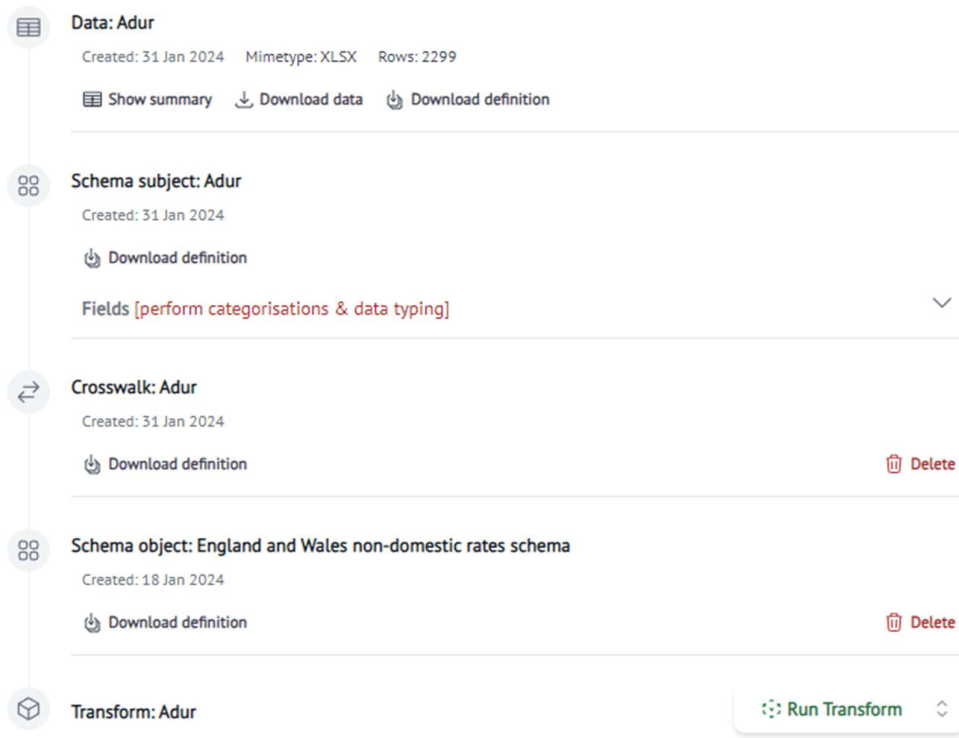 Data: Adur
Created: 31 Jan 2024 Mimetype: XLSX Rows: 2299
Show summary Download data Download definition
Schema subject: Adur
Created: 31 Jan 2024
Download definition
Fields [perform categorisations & data typing]
Crosswalk: Adur
Created: 31 Jan 2024
Download definition Delete
Schema object: England and Wales non-domestic rates schema
Created: 18 Jan 2024
Download definition Delete
Transform: Adur Run Transform